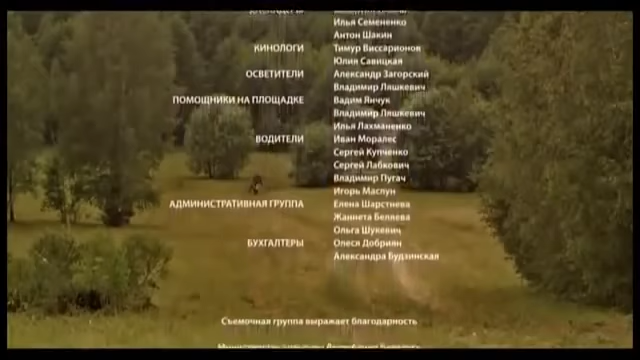 Илья Семененко
Антон Шакин
КИНОЛОГИ Тимур Виссарионов
Юлия Савицкая
ОСВЕТИТЕЛИ Александр Загорский
Владимир Ляшкевич
ПОМОЩНИКИ НА ПЛОЩАДКЕ Вадим Янчук
Владимир Ляшкевич
Илья Лахманенко
ВОДИТЕЛИ Иван Моралес
Сергей Купченко
Сергей Лабкович
Владимир Пугач
Игорь Маслун
АДМИНИСТРАТИВНАЯ ГРУППА Елена Шарстнева
Жаннета Беляева
Ольга Шукевич
БУХГАЛТЕРЫ Олеся Добриян
Александра Будзинская
Съемочная группа выражает благодарность